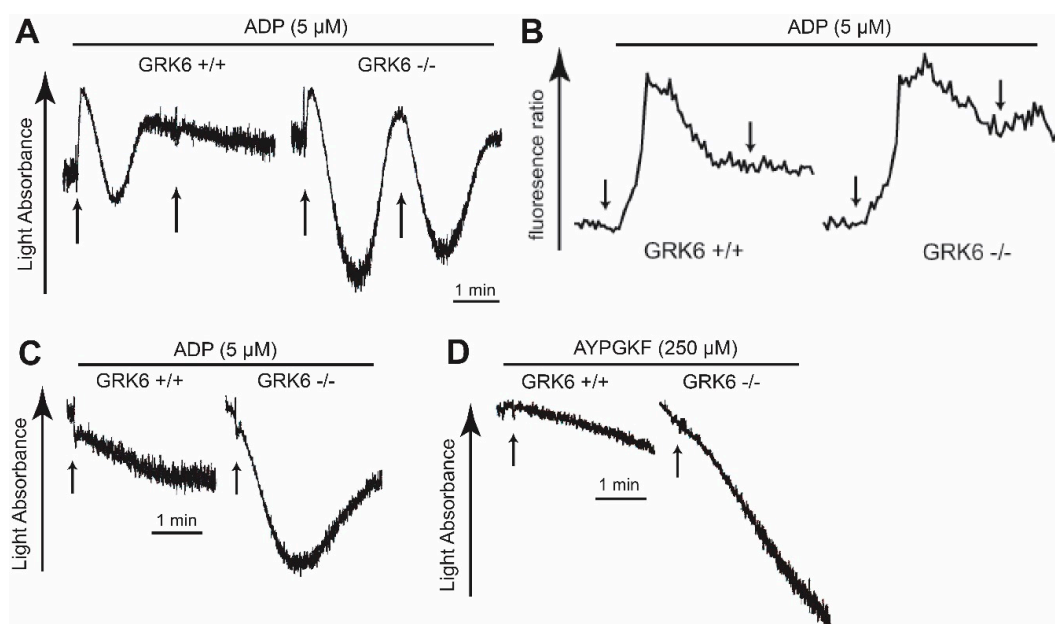 A
ADP (5 µM)
GRK6 +/+
GRK6 -/-
Light Absorbance
1 min
B
ADP (5 µM)
fluoresence ratio
GRK6 +/+
GRK6 -/-
C
ADP (5 µM)
GRK6 +/+
GRK6 -/-
Light Absorbance
1 min
D
AYPGKF (250 µM)
GRK6 +/+
GRK6 -/-
Light Absorbance
1 min